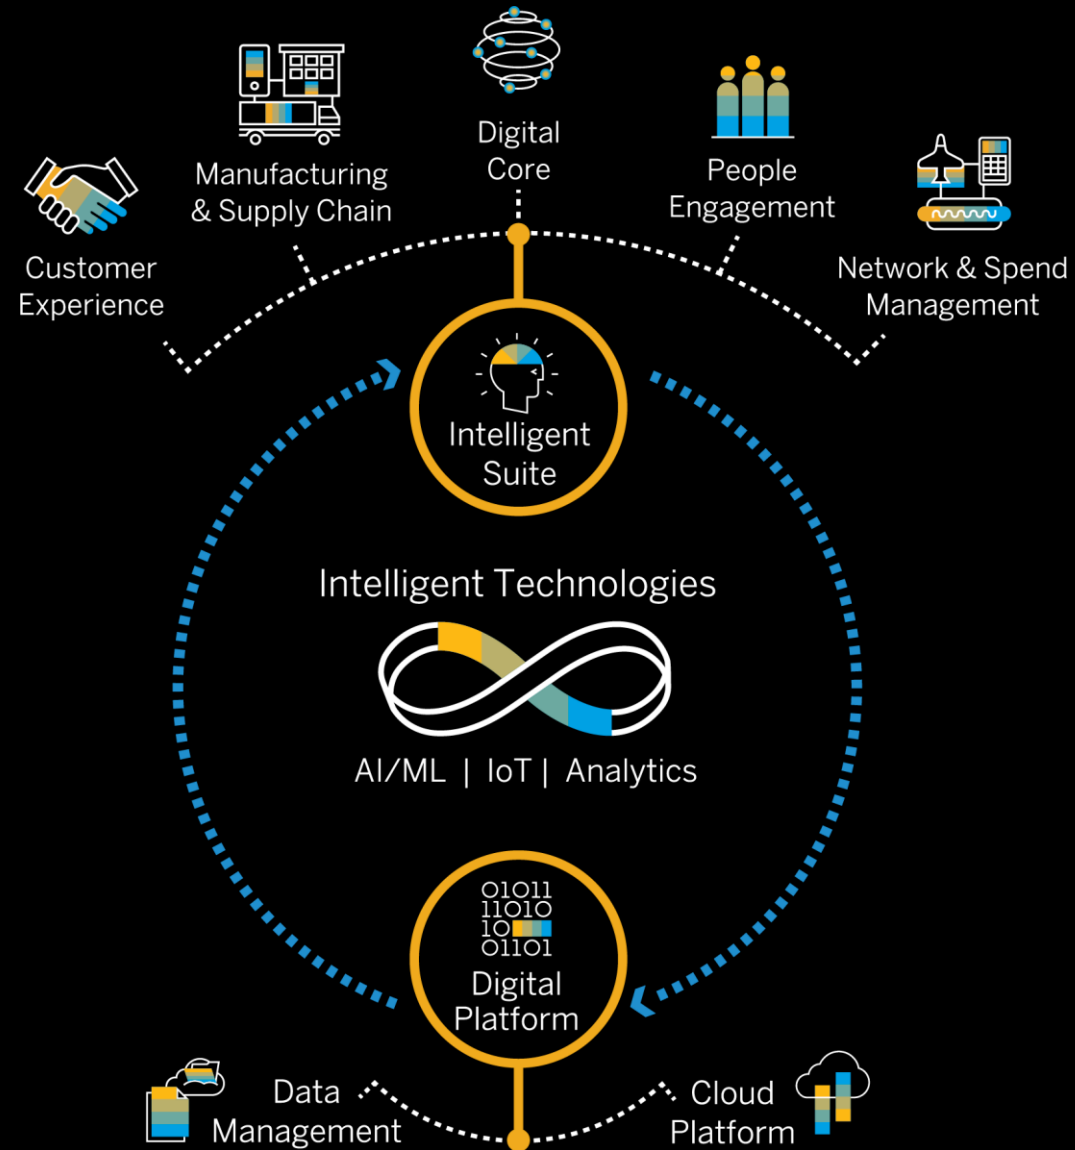 Digital
Core
Manufacturing
& Supply Chain
People
Engagement
Customer
Experience
Network & Spend
Management
Intelligent
Suite
Intelligent Technologies
AI/ML | IoT | Analytics
01011
11010
10
01101
Digital
Platform
Data
Management
Cloud
Platform